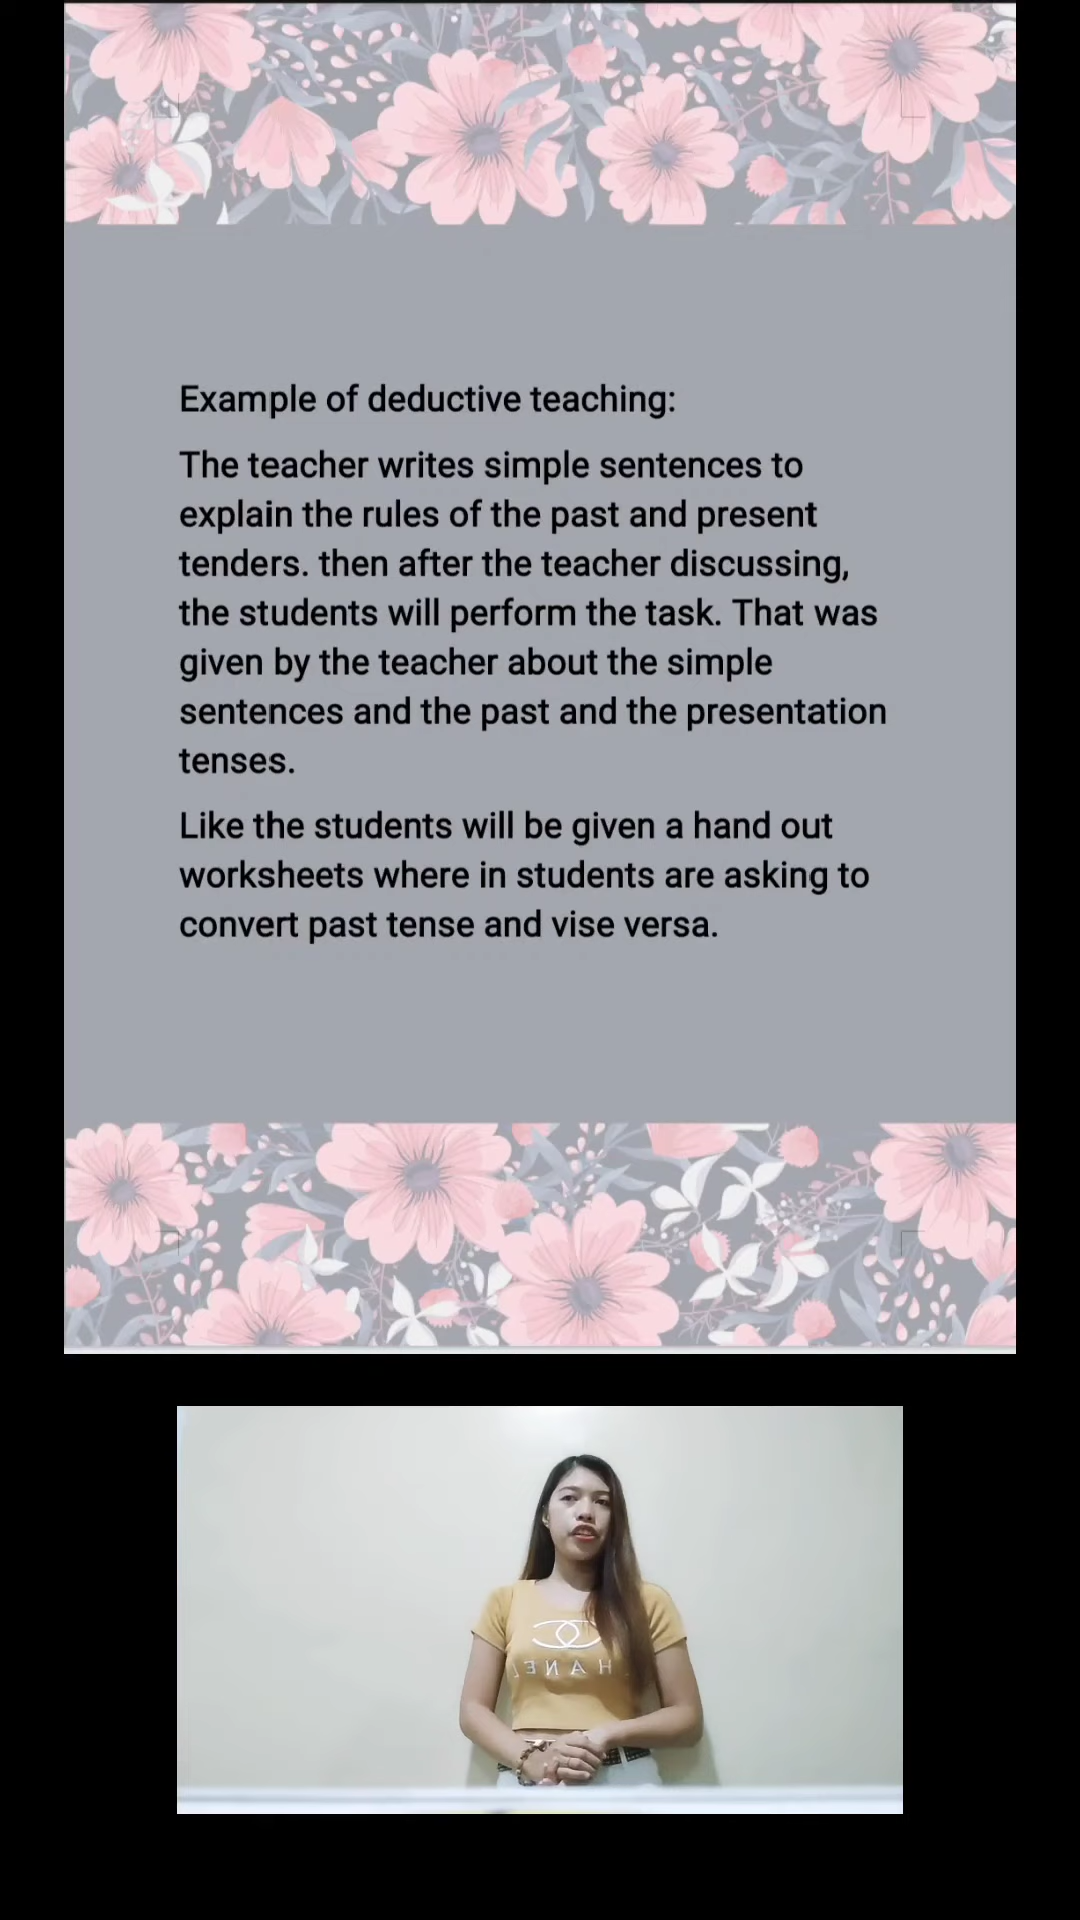 Example of deductive teaching:
The teacher writes simple sentences to
explain the rules of the past and present
tenders. then after the teacher discussing,
the students will perform the task. That was
given by the teacher about the simple
sentences and the past and the presentation
tenses.
Like the students will be given a hand out
worksheets where in students are asking to
convert past tense and vise versa.